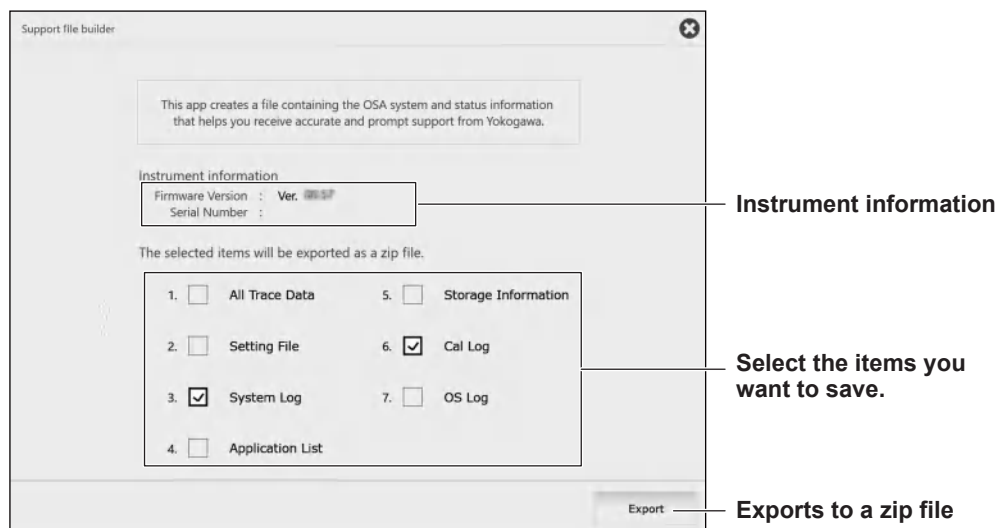 Support file builder
This app creates a file containing the OSA system and status information
that helps you receive accurate and prompt support from Yokogawa.
Instrument information
Firmware Version : Ver.
Serial Number :
Instrument information
The selected items will be exported as a zip file.
1. All Trace Data
5. Storage Information
2. Setting File
6. Cal Log
3. System Log
7. OS Log
4. Application List
Select the items you
want to save.
Export
Exports to a zip file